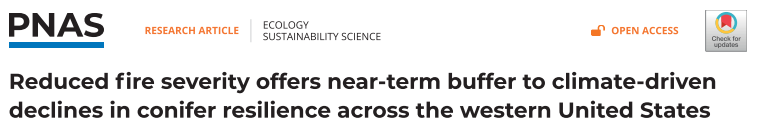 PNAS
RESEARCH ARTICLE
ECOLOGY
SUSTAINABILITY SCIENCE
OPEN ACCESS
Check for
updates
Reduced fire severity offers near-term buffer to climate-driven
declines in conifer resilience across the western United States